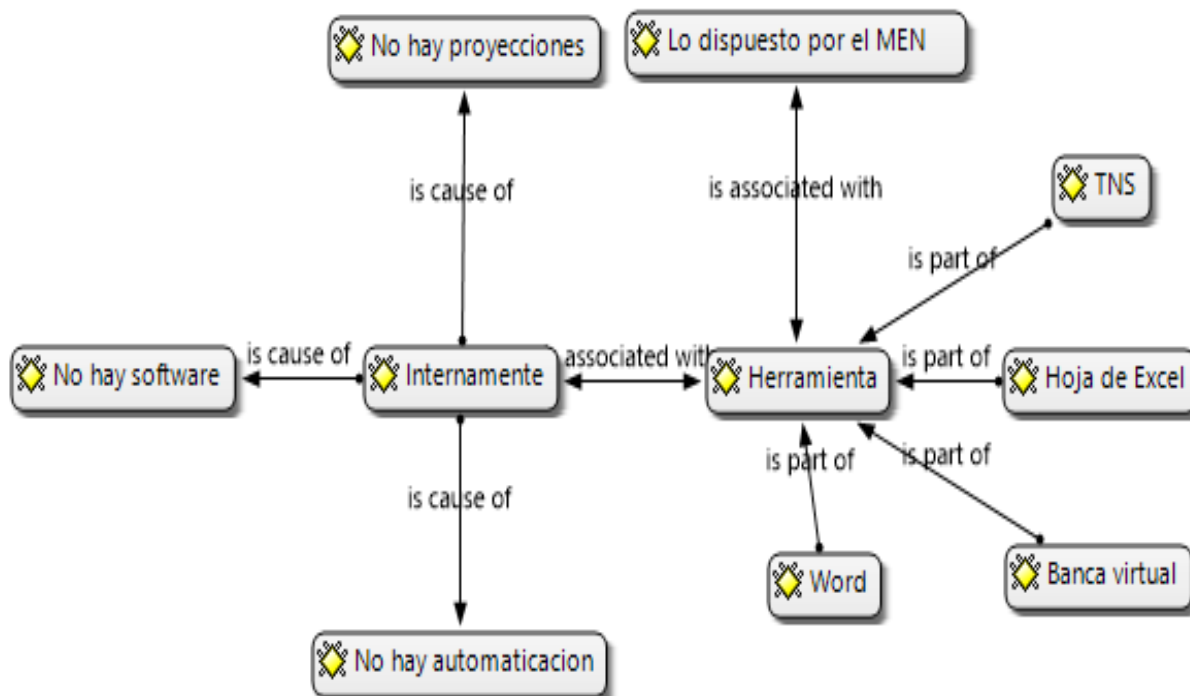 No hay proyecciones
Lo dispuesto por el MEN
is cause of
is associated with
TNS
is part of
No hay software
is cause of
Internamente
associated with
Herramienta
is part of
Hoja de Excel
is cause of
is part of
is part of
Word
Banca virtual
No hay automaticacion